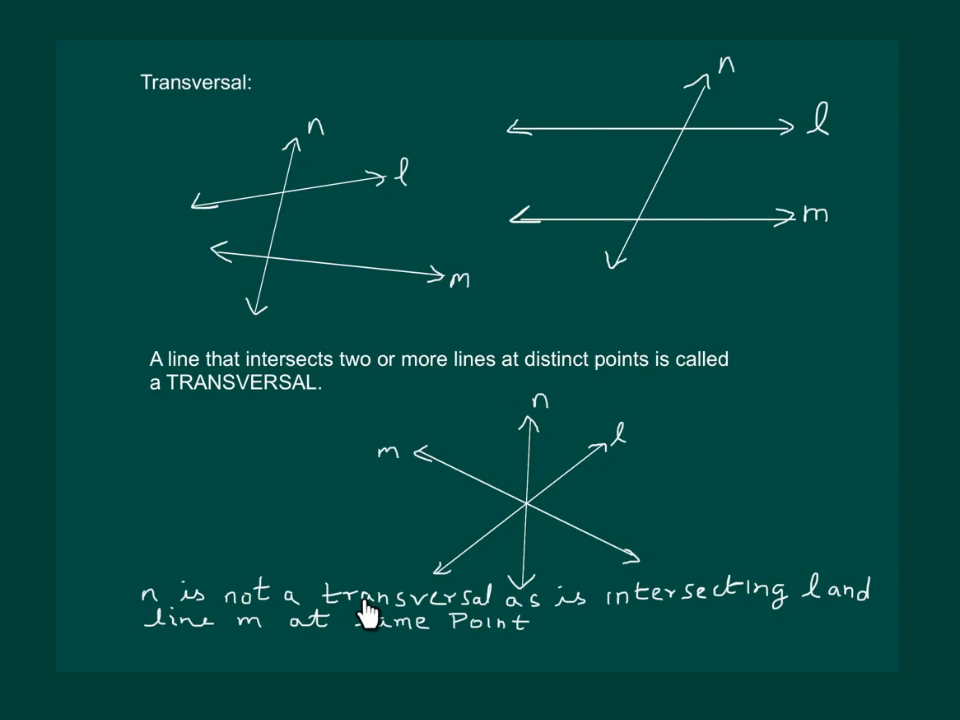 Transversal:
n
l
m
n
l
m
A line that intersects two or more lines at distinct points is called
a TRANSVERSAL.
n
m
l
n is not a transversal as is intersecting l and
line m at same Point